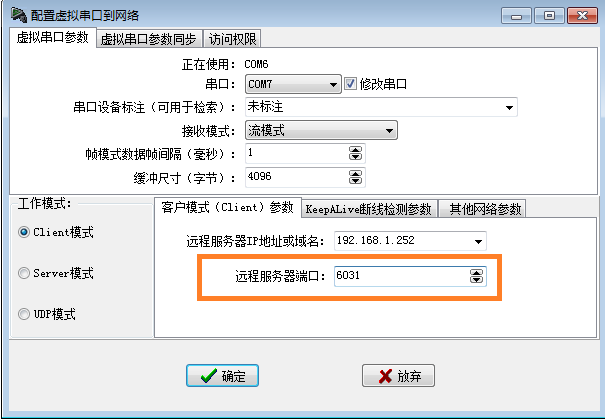 配置虚拟串口到网络
虚拟串口参数 虚拟串口参数同步 访问权限
正在使用： COM6
串口： COM7 修改串口
串口设备标注（可用于检索）： 未标注
接收模式： 流模式
帧模式数据帧间隔（毫秒）： 1
缓冲尺寸（字节）： 4096
工作模式： 客户模式（Client）参数 KeepALive断线检测参数 其他网络参数
Client模式 远程服务器IP地址或域名： 192.168.1.252
Server模式 远程服务器端口： 6031
UDP模式
确定 放弃